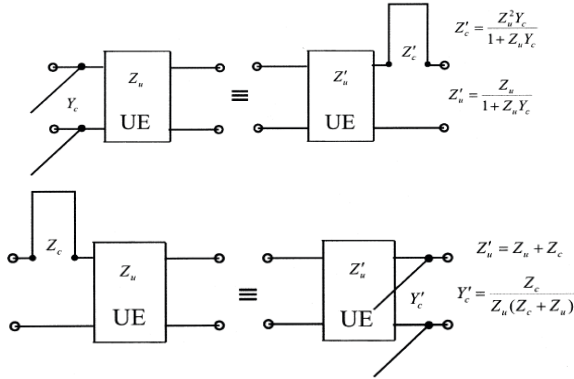 Z'_c = Z_u^2 Y_c / (1 + Z_u Y_c)
Z_u
Z'_u
Z'_c
Y_c
≡
Z'_u = Z_u / (1 + Z_u Y_c)
UE
UE
Z_c
Z_u
Z'_u
Z'_u = Z_u + Z_c
≡
Y'_c
Y'_c = Z_c / (Z_u (Z_c + Z_u))
UE
UE